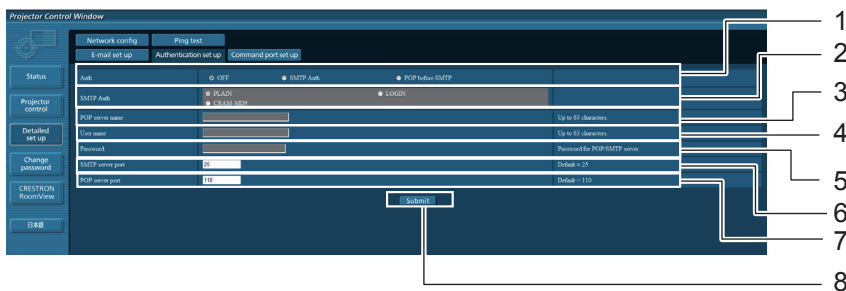 Projector Control Window
Network config Ping test
E-mail set up Authentication set up Command port set up
Status
Projector control
Detailed set up
Change password
CRESTRON RoomView
日本語
Auth OFF SMTP Auth POP before SMTP
SMTP Auth PLAIN LOGIN
CRAM-MD5
POP server name Up to 63 characters.
User name Up to 63 characters.
Password Password for POP/SMTP server
SMTP server port 25 Default = 25
POP server port 110 Default = 110
Submit
1
2
3
4
5
6
7
8